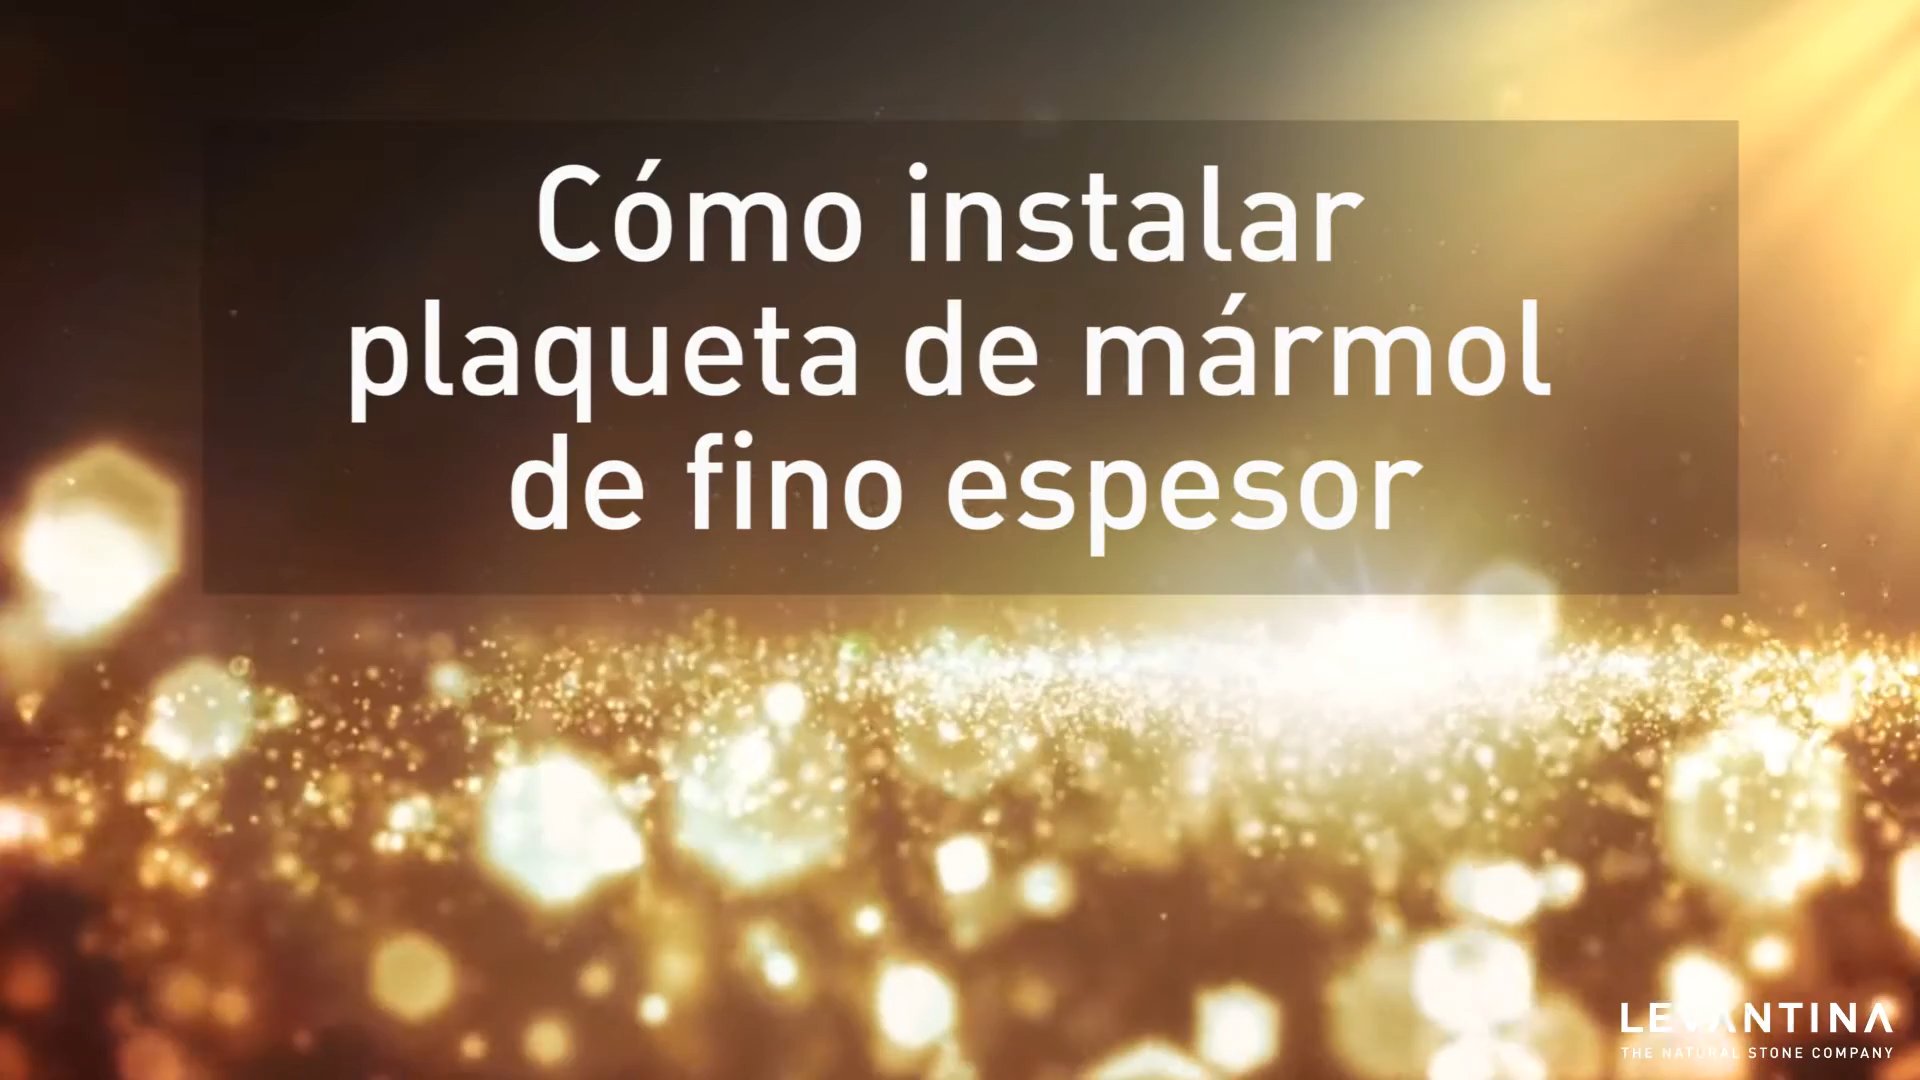 Cómo instalar
plaqueta de mármol
de fino espesor
LEVANTINA
THE NATURAL STONE COMPANY